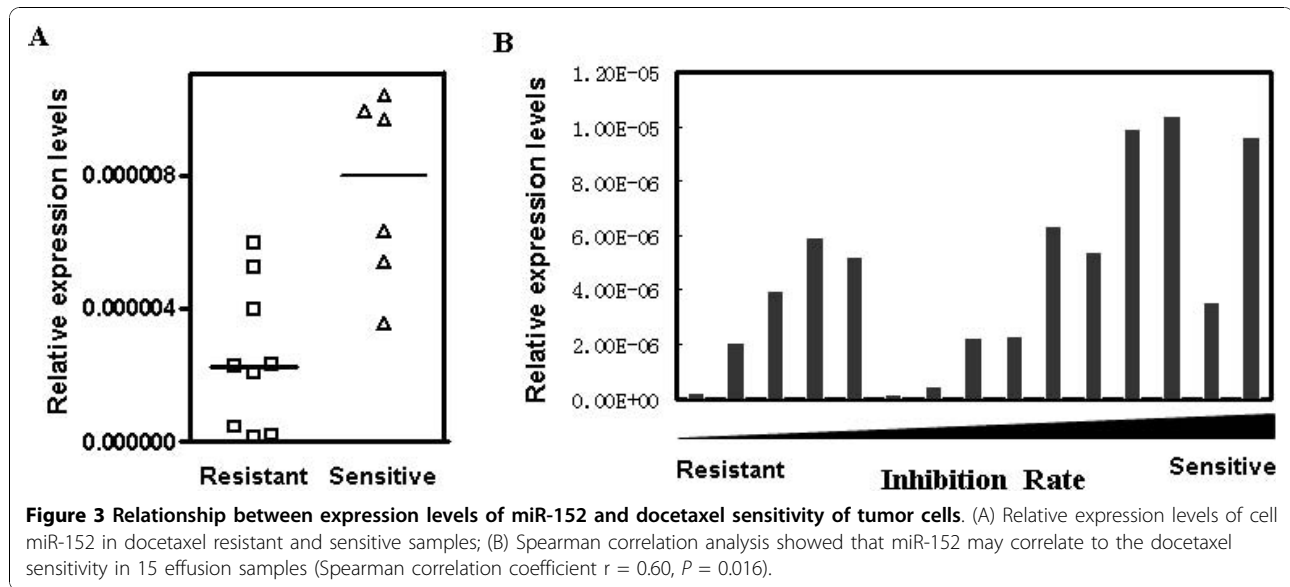 A
Relative expression levels
0.000008
0.000004
0.000000
Resistant Sensitive
B
Relative expression levels
1.20E-05
1.00E-05
8.00E-06
6.00E-06
4.00E-06
2.00E-06
0.00E+00
Resistant Inhibition Rate Sensitive
Figure 3 Relationship between expression levels of miR-152 and docetaxel sensitivity of tumor cells. (A) Relative expression levels of cell
miR-152 in docetaxel resistant and sensitive samples; (B) Spearman correlation analysis showed that miR-152 may correlate to the docetaxel
sensitivity in 15 effusion samples (Spearman correlation coefficient r = 0.60, P = 0.016).